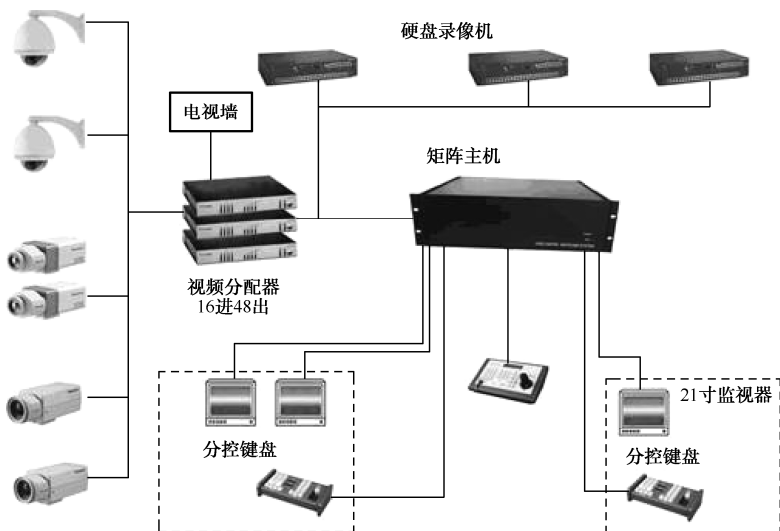 硬盘录像机
电视墙
矩阵主机
视频分配器
16进48出
21寸监视器
分控键盘
分控键盘